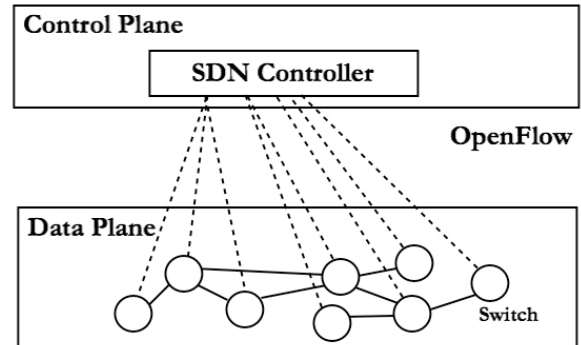 Control Plane
SDN Controller
OpenFlow
Data Plane
Switch